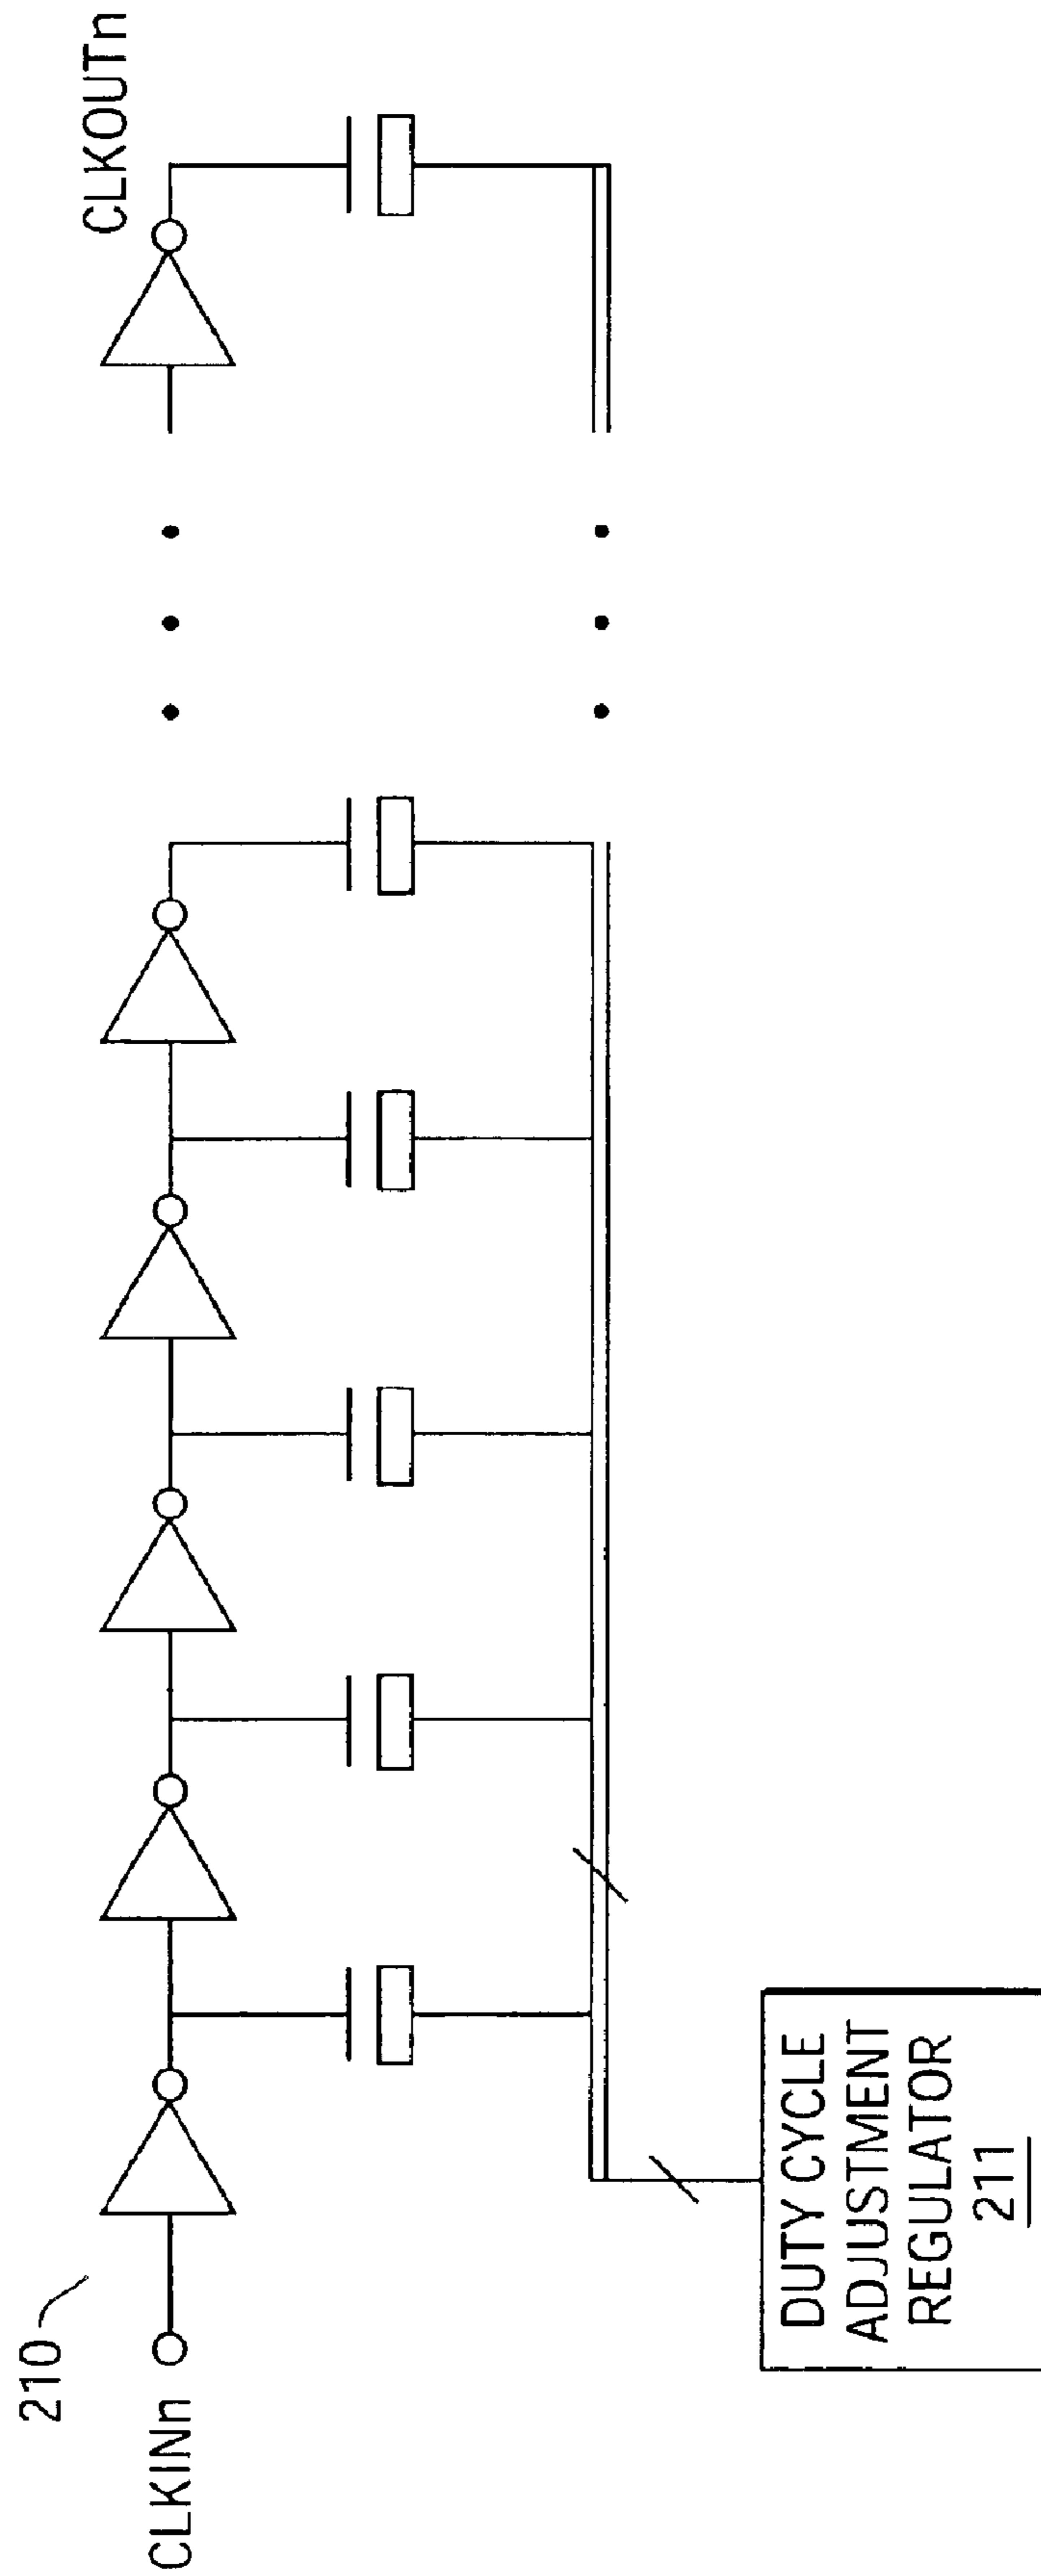 210
CLKINn
CLKOUTn
DUTY CYCLE
ADJUSTMENT
REGULATOR
211